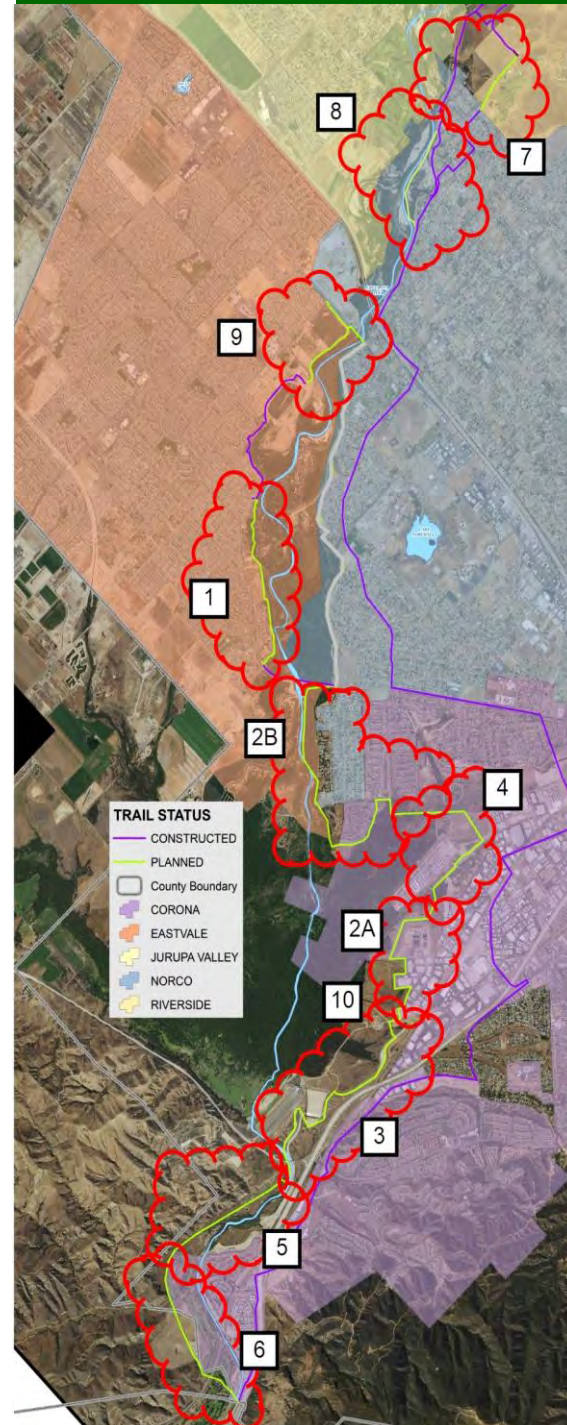 8
7
9
1
2B
4
TRAIL STATUS
CONSTRUCTED
PLANNED
County Boundary
CORONA
EASTVALE
JURUPA VALLEY
NORCO
RIVERSIDE
2A
10
3
5
6